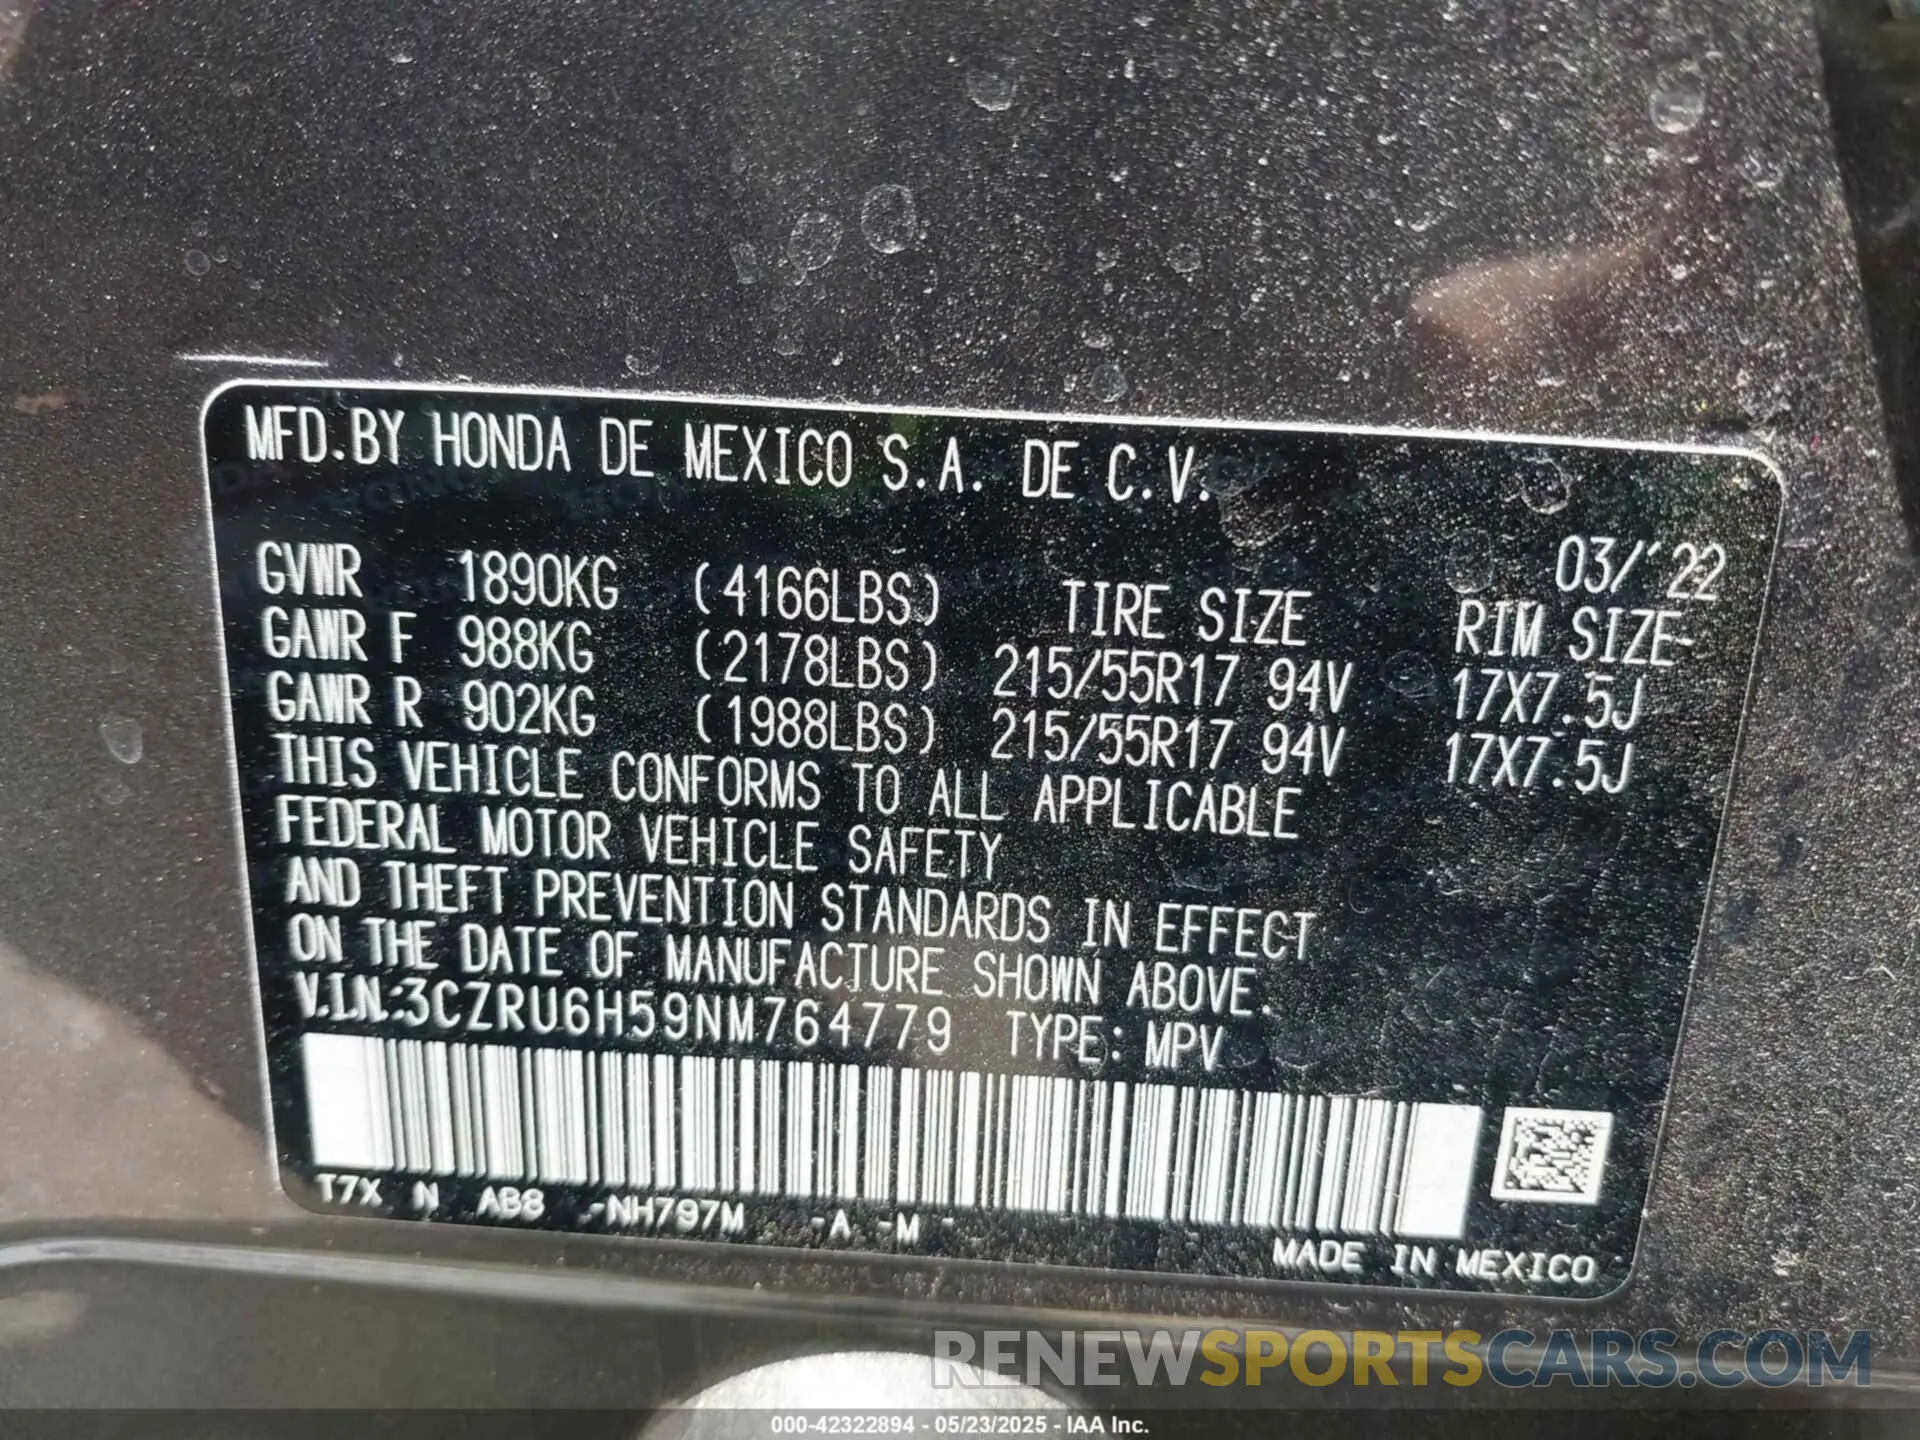 MFD.BY HONDA DE MEXICO S.A. DE C.V.
03/'22
GVWR 1890KG (4166LBS) TIRE SIZE RIM SIZE
GAWR F 988KG (2178LBS) 215/55R17 94V 17X7.5J
GAWR R 902KG (1988LBS) 215/55R17 94V 17X7.5J
THIS VEHICLE CONFORMS TO ALL APPLICABLE
FEDERAL MOTOR VEHICLE SAFETY
AND THEFT PREVENTION STANDARDS IN EFFECT
ON THE DATE OF MANUFACTURE SHOWN ABOVE.
V.I.N.:3CZRU6H59NM764779 TYPE: MPV
T7X N AB8 -NH797M -A -M -
MADE IN MEXICO
RENEWSPORTSCARS.COM
000-42322894 - 05/23/2025 - IAA Inc.